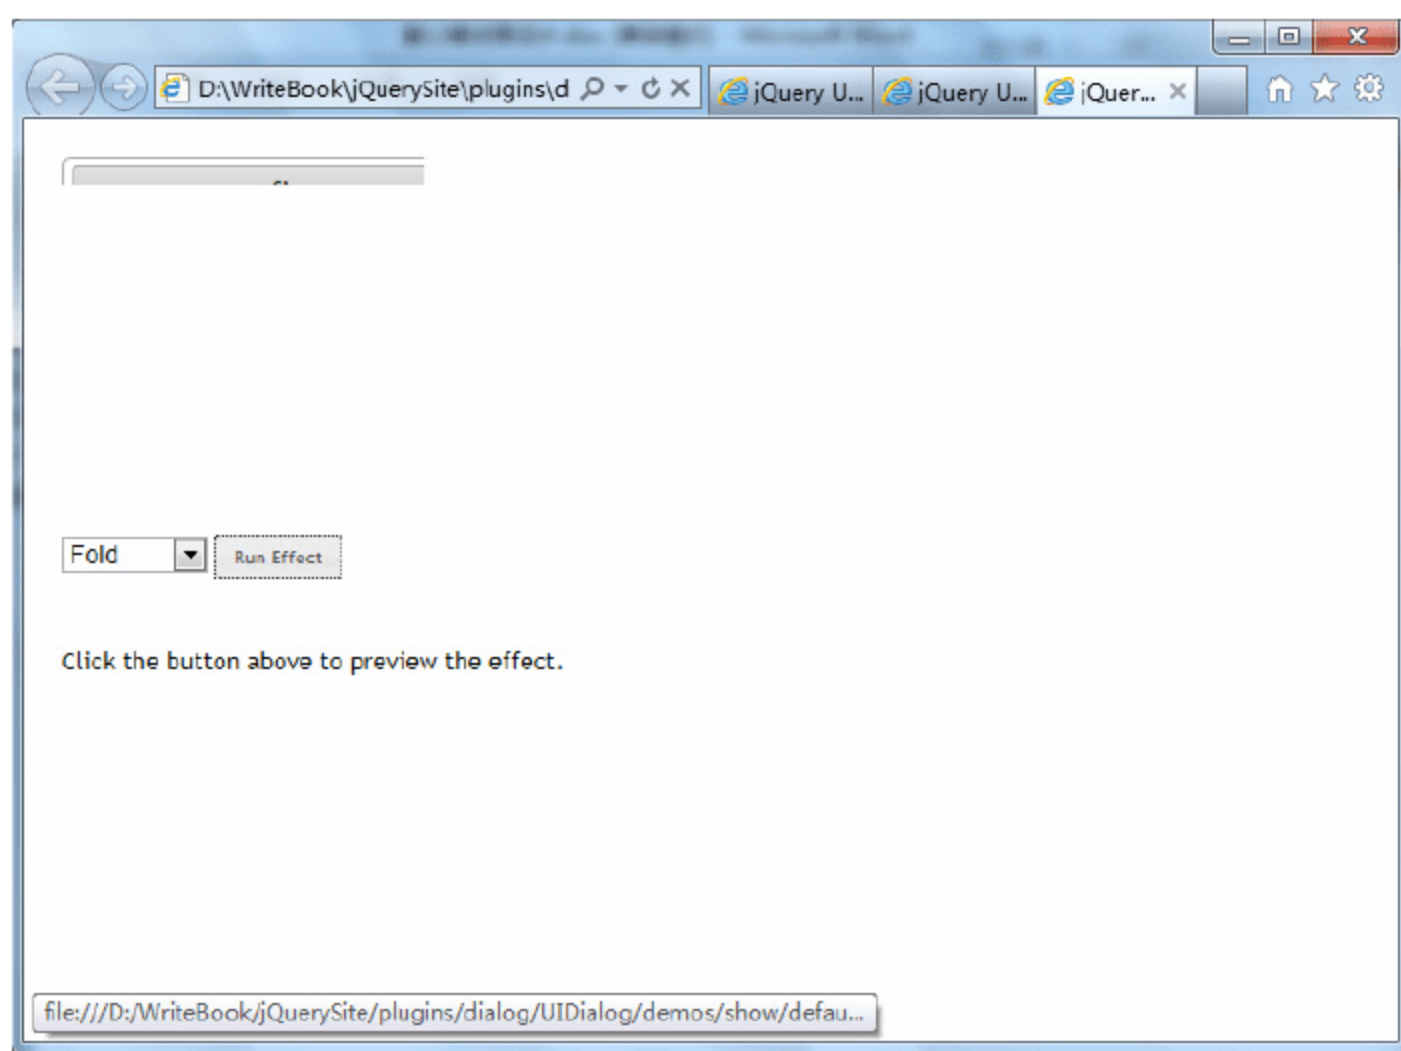 D:\WriteBook\jQuerySite\plugins\d
jQuery U...
jQuery U...
jQuer...
Fold
Run Effect
Click the button above to preview the effect.
file:///D:/WriteBook/jQuerySite/plugins/dialog/UIDialog/demos/show/defau...